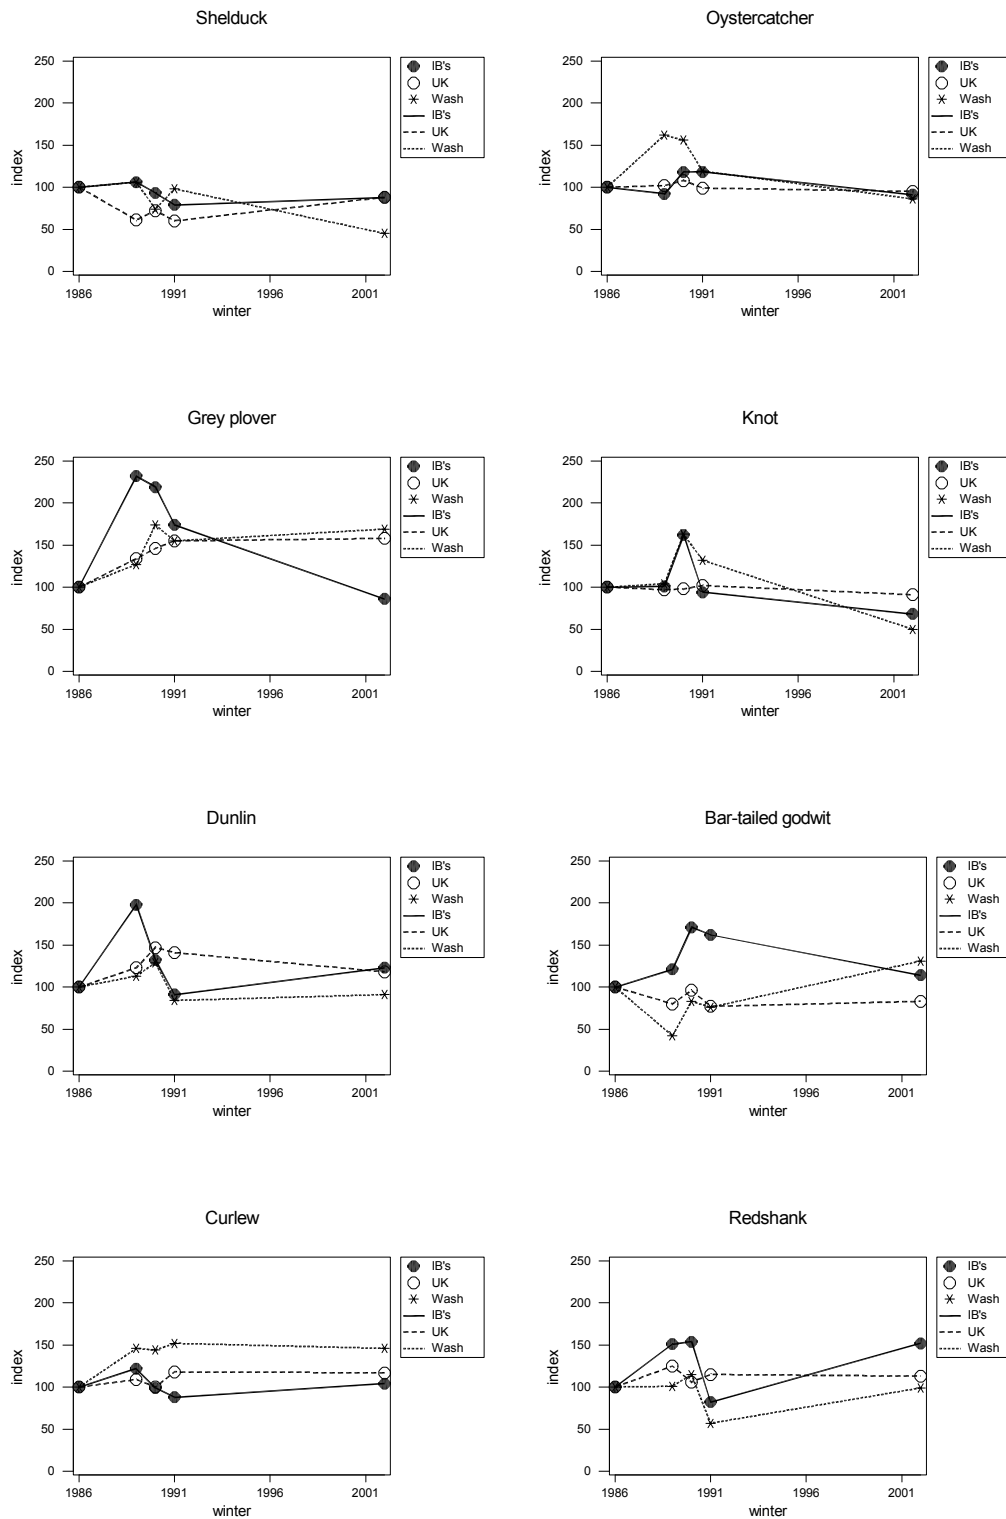 Shelduck
250
200
150
100
50
0
index
1986
1991
1996
2001
winter
IB's
UK
Wash
IB's
UK
Wash
Oystercatcher
250
200
150
100
50
0
index
1986
1991
1996
2001
winter
IB's
UK
Wash
IB's
UK
Wash
Grey plover
250
200
150
100
50
0
index
1986
1991
1996
2001
winter
IB's
UK
Wash
IB's
UK
Wash
Knot
250
200
150
100
50
0
index
1986
1991
1996
2001
winter
IB's
UK
Wash
IB's
UK
Wash
Dunlin
250
200
150
100
50
0
index
1986
1991
1996
2001
winter
IB's
UK
Wash
IB's
UK
Wash
Bar-tailed godwit
250
200
150
100
50
0
index
1986
1991
1996
2001
winter
IB's
UK
Wash
IB's
UK
Wash
Curlew
250
200
150
100
50
0
index
1986
1991
1996
2001
winter
IB's
UK
Wash
IB's
UK
Wash
Redshank
250
200
150
100
50
0
index
1986
1991
1996
2001
winter
IB's
UK
Wash
IB's
UK
Wash